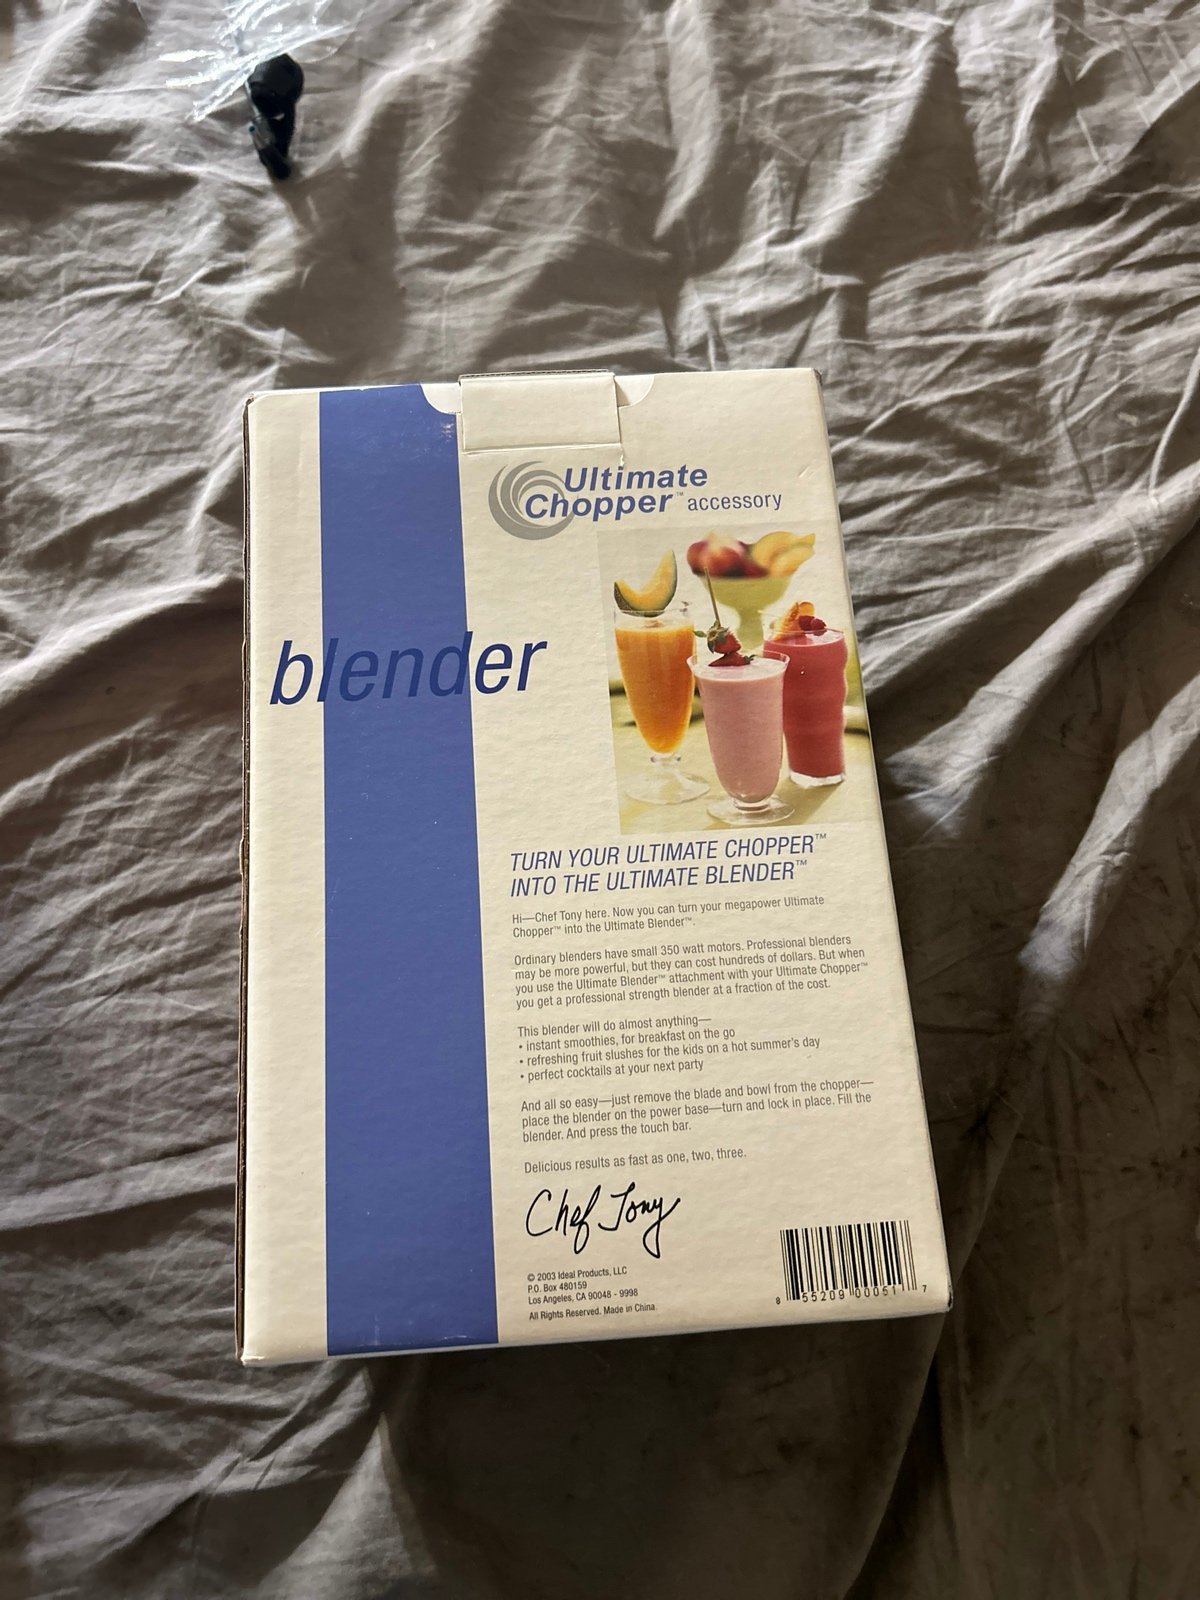 Ultimate
Chopper™ accessory
blender
TURN YOUR ULTIMATE CHOPPER™
INTO THE ULTIMATE BLENDER™
Hi—Chef Tony here. Now you can turn your megapower Ultimate
Chopper™ into the Ultimate Blender™.
Ordinary blenders have small 350 watt motors. Professional blenders
may be more powerful, but they can cost hundreds of dollars. But when
you use the Ultimate Blender™ attachment with your Ultimate Chopper™
you get a professional strength blender at a fraction of the cost.
This blender will do almost anything—
• instant smoothies, for breakfast on the go
• refreshing fruit slushes for the kids on a hot summer's day
• perfect cocktails at your next party
And all so easy—just remove the blade and bowl from the chopper—
place the blender on the power base—turn and lock in place. Fill the
blender. And press the touch bar.
Delicious results as fast as one, two, three.
Chef Tony
© 2003 Ideal Products, LLC
P.O. Box 480159
Los Angeles, CA 90048 - 9998
All Rights Reserved. Made in China.
8 55209 00051 7